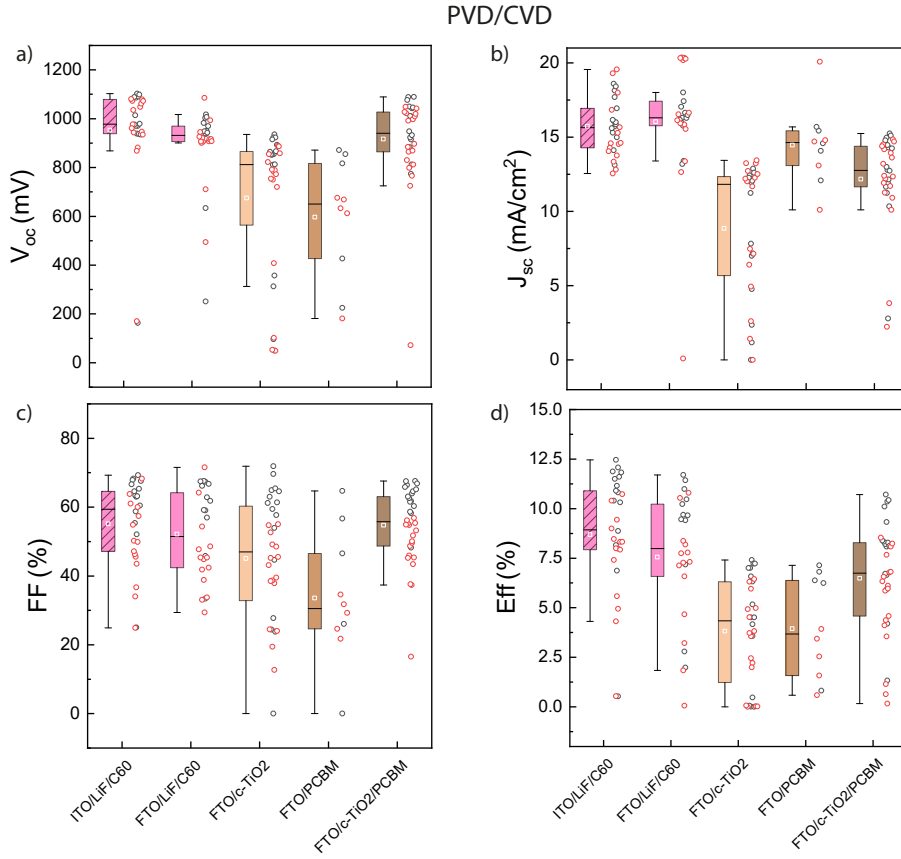 PVD/CVD
a)
1200
1000
800
600
400
200
0
Voc (mV)
b)
20
15
10
5
0
Jsc (mA/cm²)
c)
80
60
40
20
0
FF (%)
ITO/LiF/C60
FTO/LiF/C60
FTO/c-TiO2
FTO/PCBM
FTO/c-TiO2/PCBM
d)
15.0
12.5
10.0
7.5
5.0
2.5
0.0
Eff (%)
ITO/LiF/C60
FTO/LiF/C60
FTO/c-TiO2
FTO/PCBM
FTO/c-TiO2/PCBM